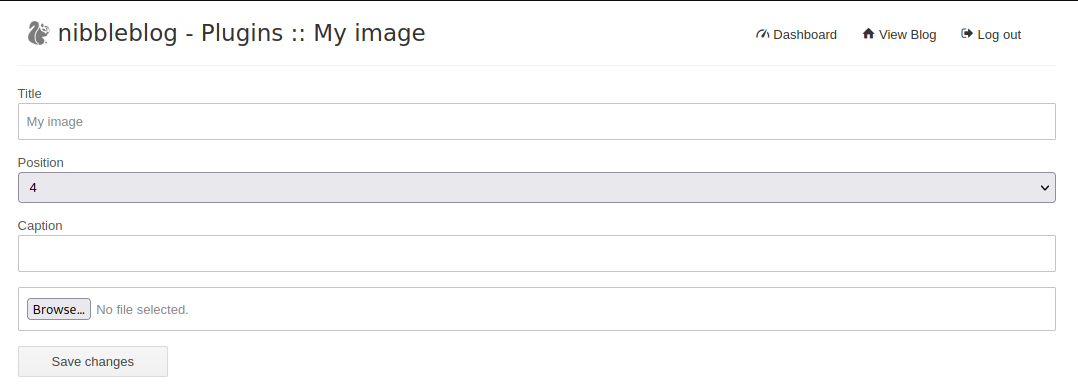 nibbleblog - Plugins :: My image
Dashboard View Blog Log out
Title
My image
Position
4
Caption
Browse... No file selected.
Save changes